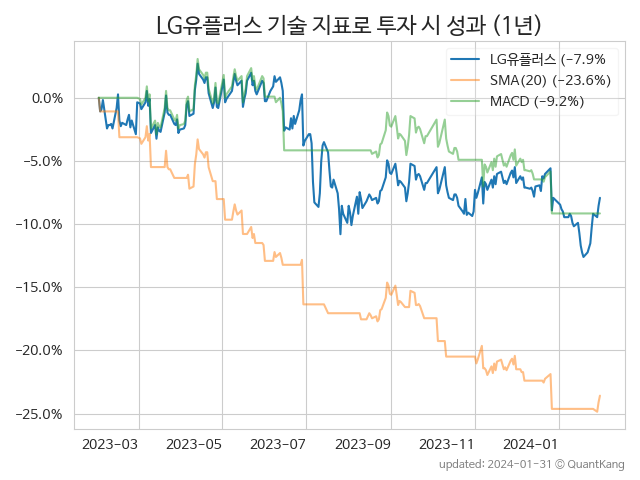 LG유플러스 기술 지표로 투자 시 성과 (1년)
LG유플러스 (−7.9%
SMA(20) (−23.6%)
MACD (−9.2%)
0.0%
−5.0%
−10.0%
−15.0%
−20.0%
−25.0%
2023-03 2023-05 2023-07 2023-09 2023-11 2024-01
updated: 2024-01-31 © QuantKang